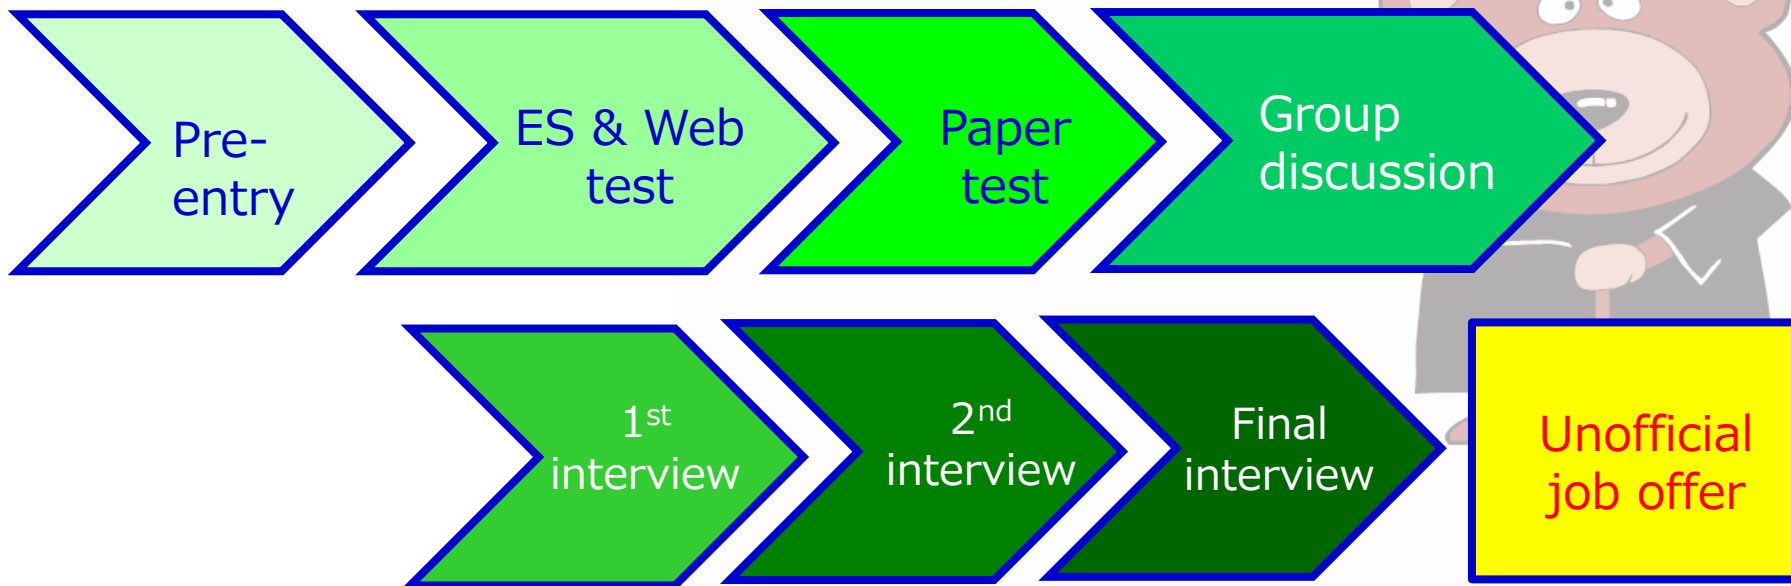 Pre-
entry
ES & Web
test
Paper
test
Group
discussion
1st
interview
2nd
interview
Final
interview
Unofficial
job offer